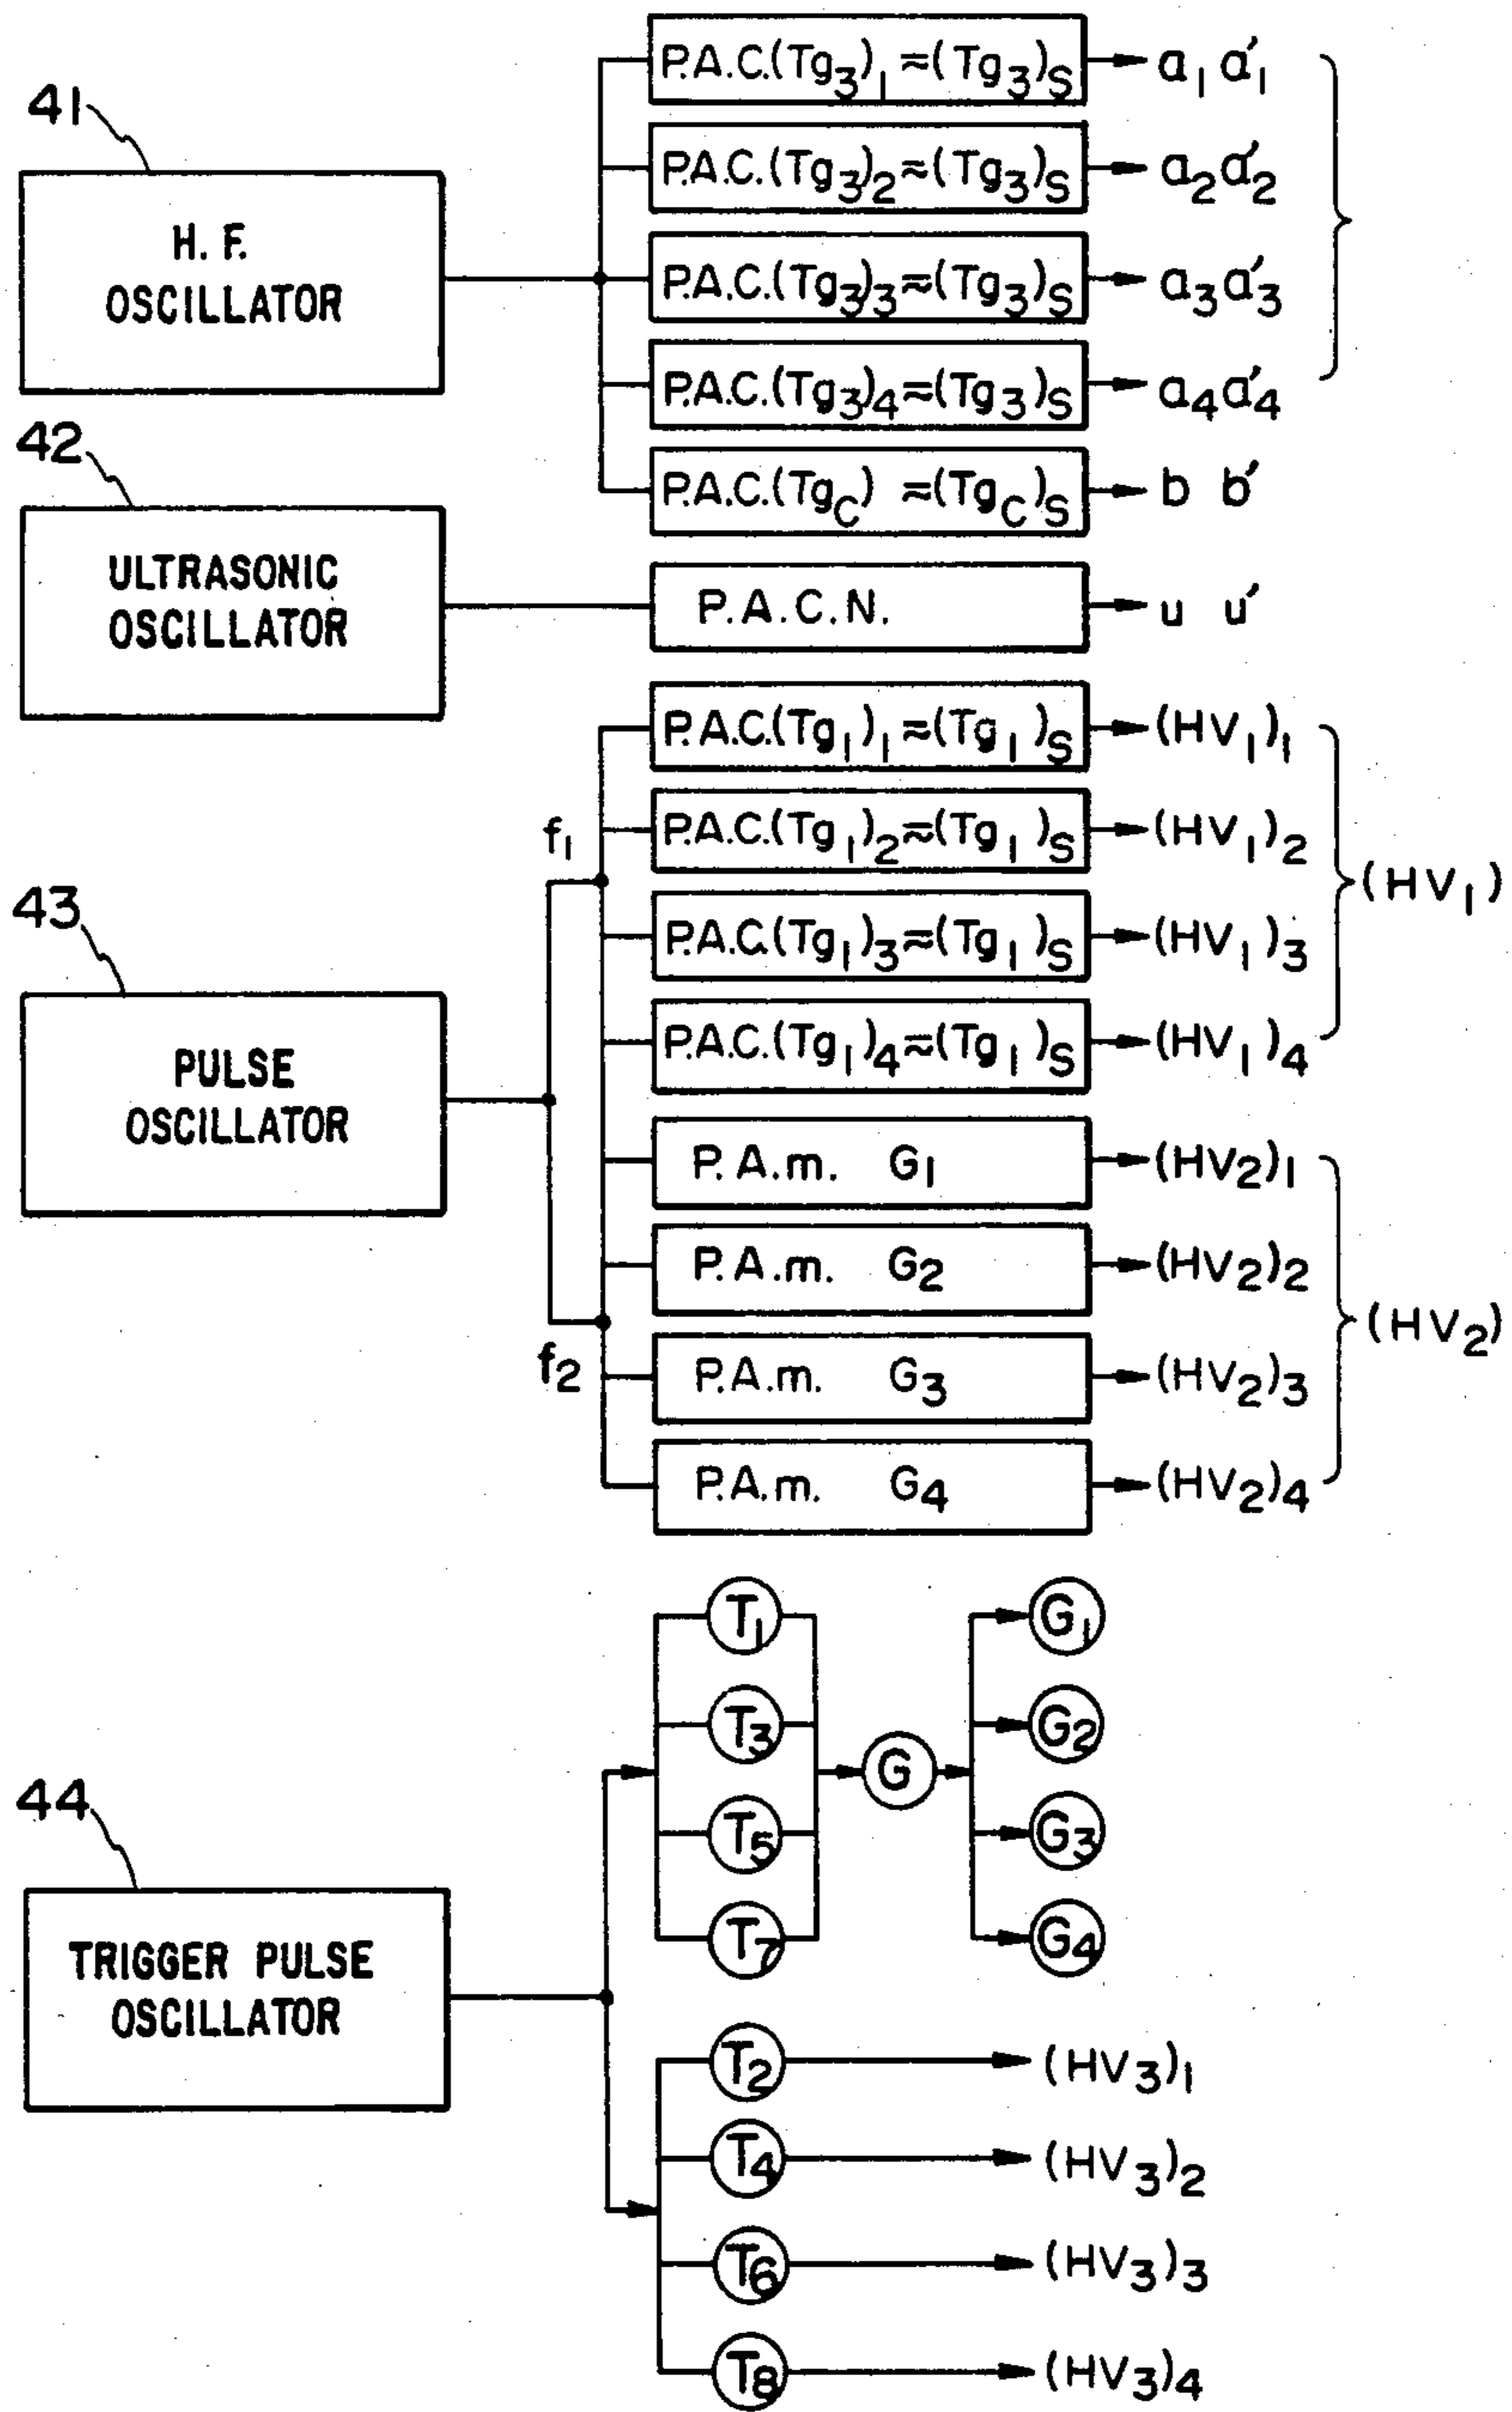 41
H. F.
OSCILLATOR
P.A.C.(Tg₃)₁≈(Tg₃)S
a₁ a′₁
P.A.C.(Tg₃)₂≈(Tg₃)S
a₂ a′₂
P.A.C.(Tg₃)₃≈(Tg₃)S
a₃ a′₃
P.A.C.(Tg₃)₄≈(Tg₃)S
a₄ a′₄
P.A.C.(TgC) ≈(TgC)S
b b′
42
ULTRASONIC
OSCILLATOR
P.A.C.N.
u u′
43
PULSE
OSCILLATOR
f₁
P.A.C.(Tg₁)₁≈(Tg₁)S
(HV₁)₁
P.A.C.(Tg₁)₂≈(Tg₁)S
(HV₁)₂
P.A.C.(Tg₁)₃≈(Tg₁)S
(HV₁)₃
P.A.C.(Tg₁)₄≈(Tg₁)S
(HV₁)₄
(HV₁)
f₂
P.A.m. G₁
(HV₂)₁
P.A.m. G₂
(HV₂)₂
P.A.m. G₃
(HV₂)₃
P.A.m. G₄
(HV₂)₄
(HV₂)
44
TRIGGER PULSE
OSCILLATOR
T₁
T₃
T₅
T₇
G
G₁
G₂
G₃
G₄
T₂
(HV₃)₁
T₄
(HV₃)₂
T₆
(HV₃)₃
T₈
(HV₃)₄